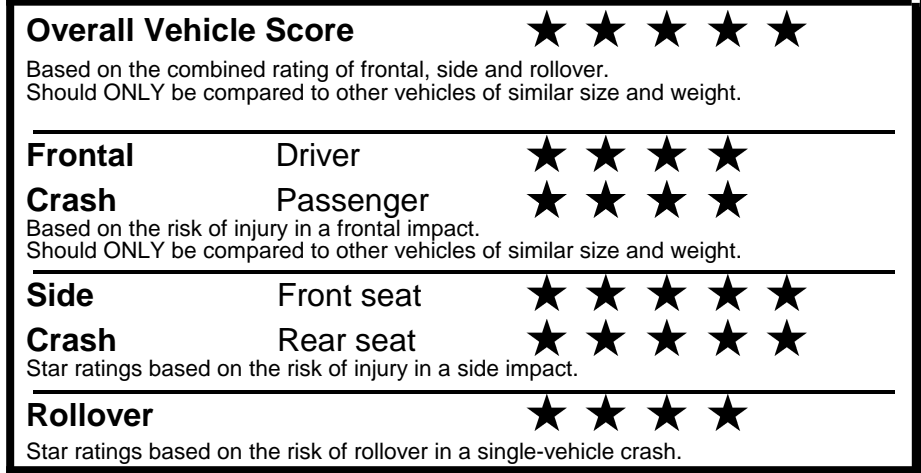 Overall Vehicle Score ★ ★ ★ ★ ★
Based on the combined rating of frontal, side and rollover.
Should ONLY be compared to other vehicles of similar size and weight.
Frontal Driver ★ ★ ★ ★
Crash Passenger ★ ★ ★ ★
Based on the risk of injury in a frontal impact.
Should ONLY be compared to other vehicles of similar size and weight.
Side Front seat ★ ★ ★ ★ ★
Crash Rear seat ★ ★ ★ ★ ★
Star ratings based on the risk of injury in a side impact.
Rollover ★ ★ ★ ★
Star ratings based on the risk of rollover in a single-vehicle crash.